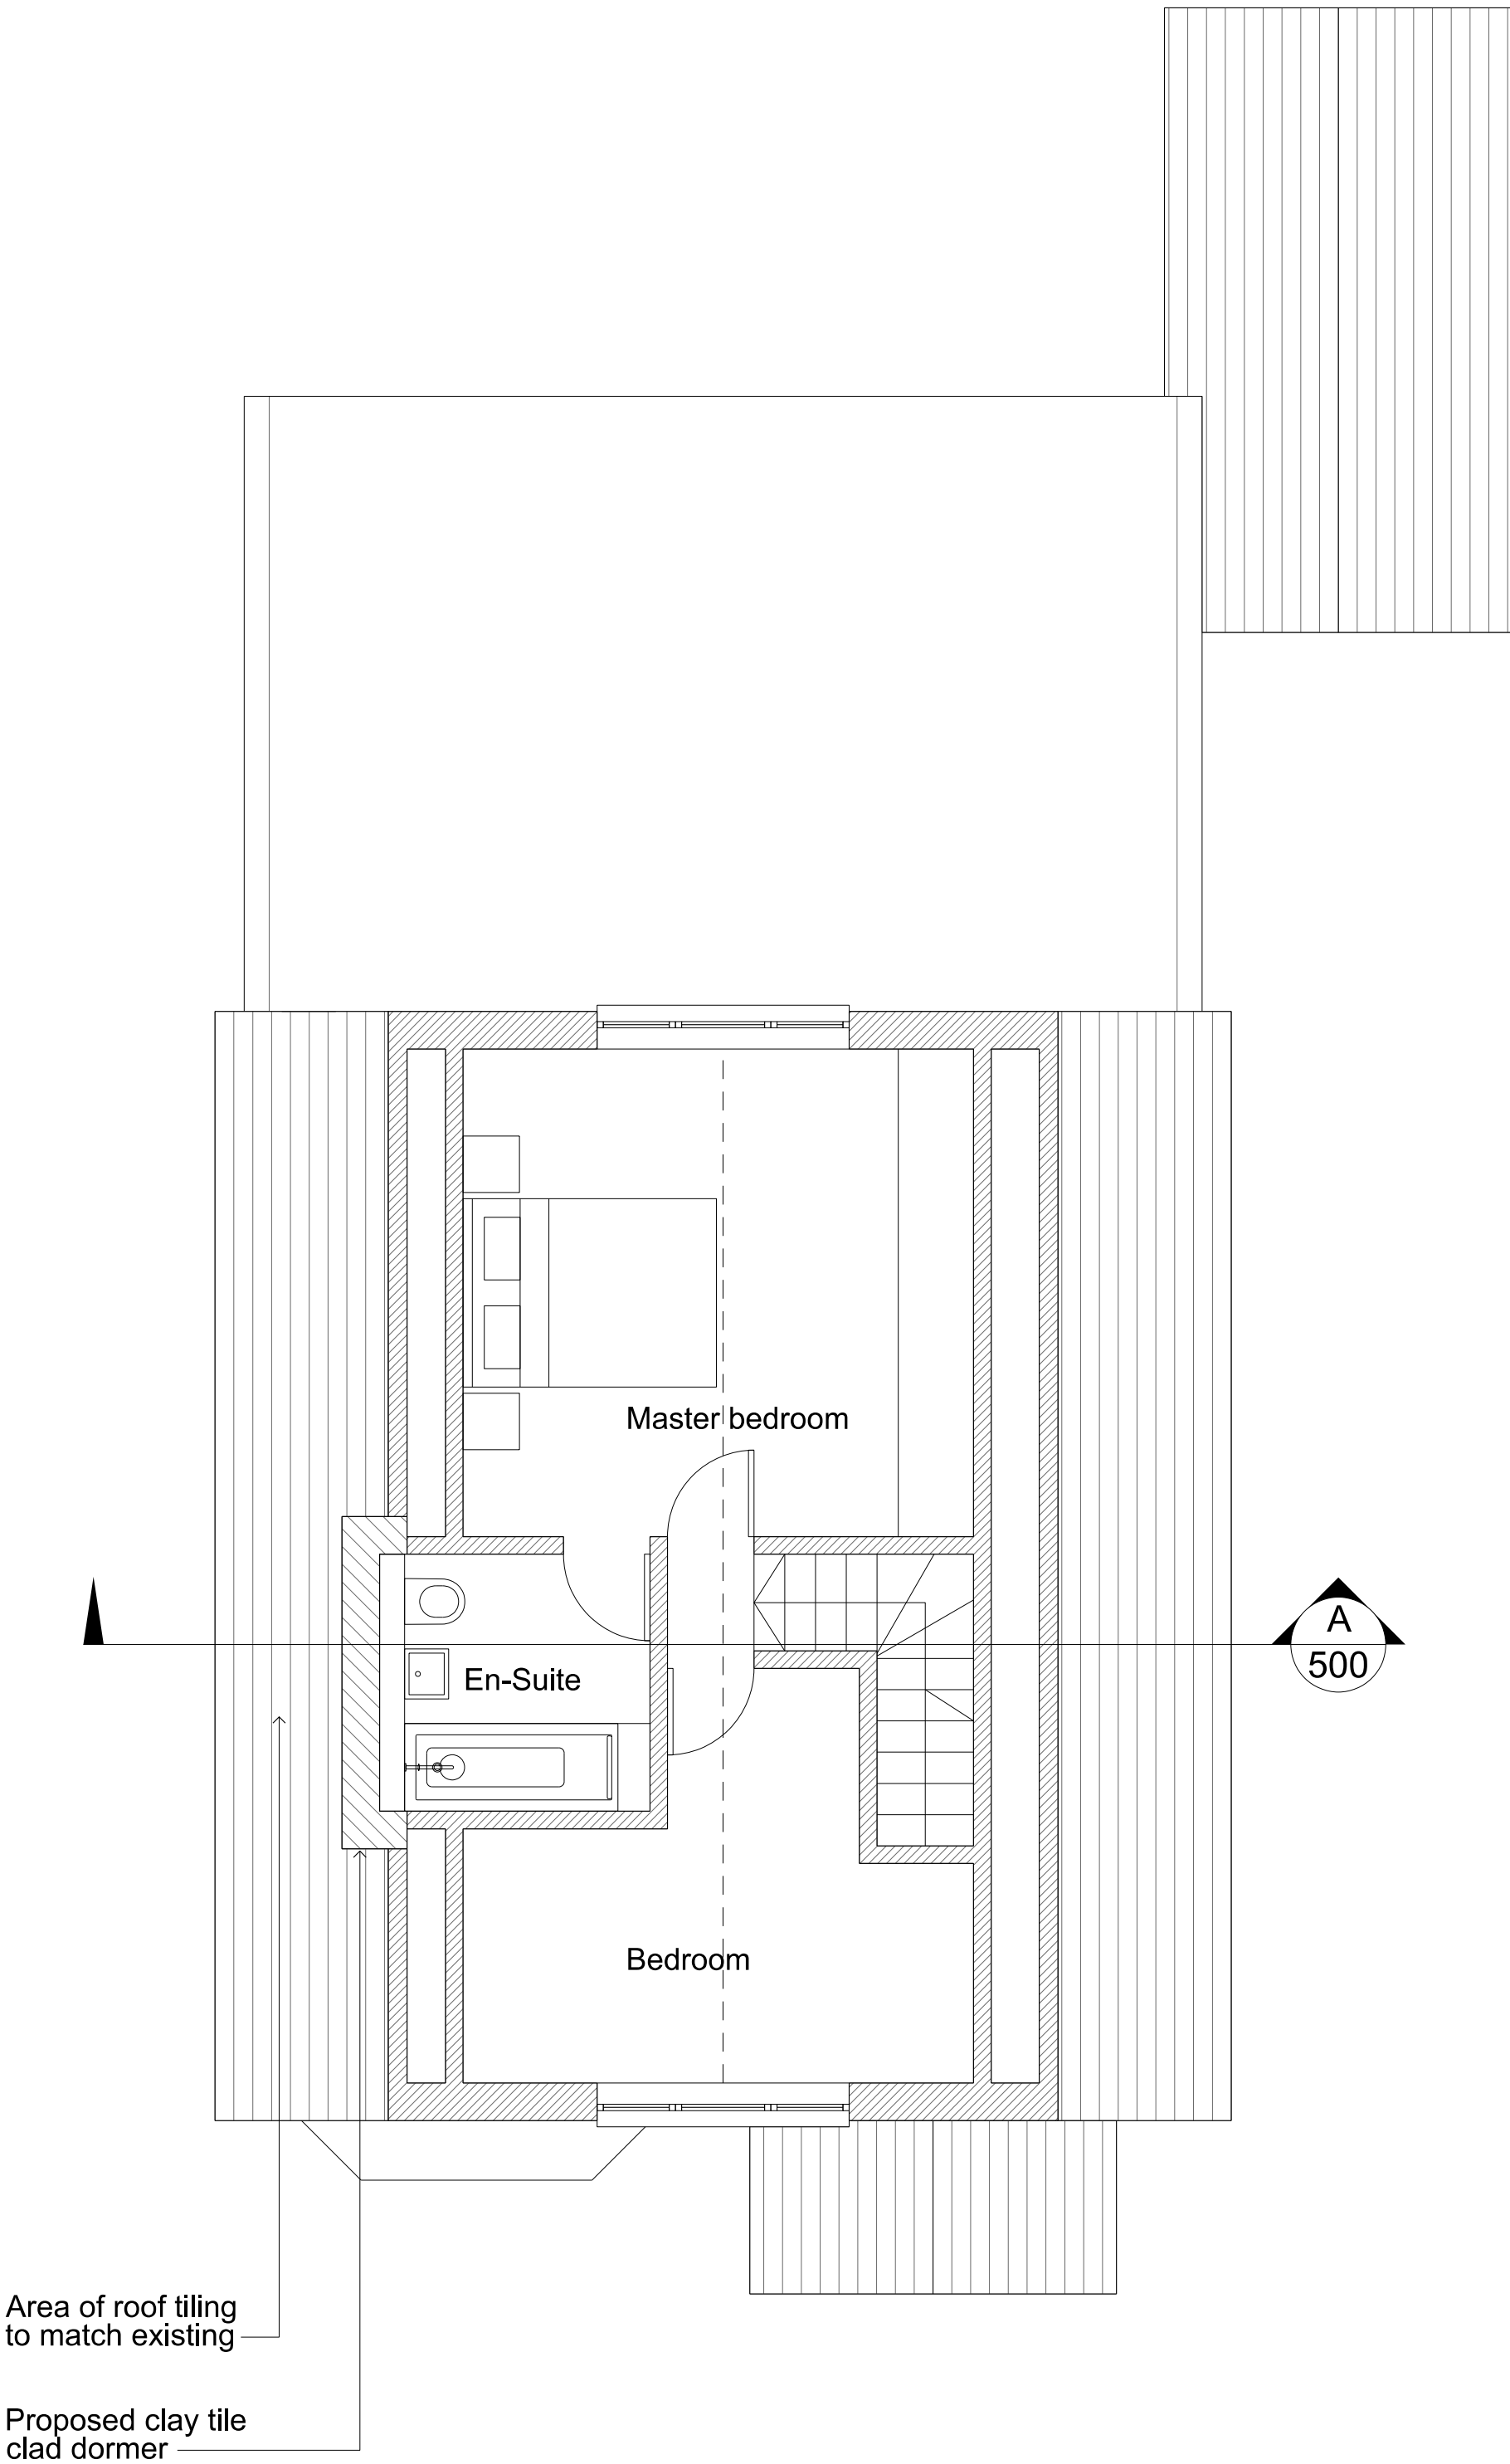 Master bedroom
A
500
En-Suite
Bedroom
Area of roof tiling
to match existing
Proposed clay tile
clad dormer